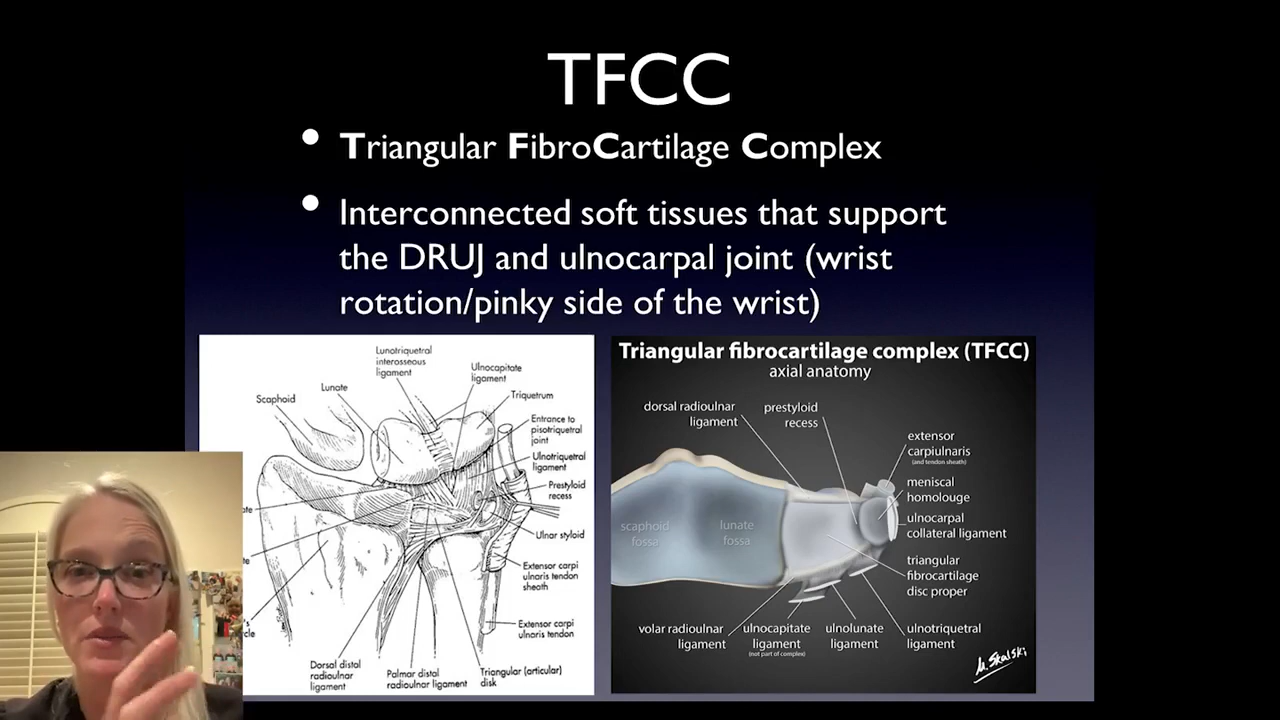 TFCC
• Triangular FibroCartilage Complex
• Interconnected soft tissues that support
the DRUJ and ulnocarpal joint (wrist
rotation/pinky side of the wrist)
Lunotriquetral
interosseous
ligament
Ulnocapitate
ligament
Lunate
Scaphoid
Triquetrum
Entrance to
pisotriquetral
joint
Ulnotriquetral
ligament
Prestyloid
recess
Ulnar styloid
Extensor carpi
ulnaris tendon
sheath
Extensor carpi
ulnaris tendon
Dorsal distal
radioulnar
ligament
Palmar distal
radioulnar ligament
Triangular (articular)
disk
Triangular fibrocartilage complex (TFCC)
axial anatomy
dorsal radioulnar
ligament
prestyloid
recess
extensor
carpiulnaris
(and tendon sheath)
meniscal
homolouge
ulnocarpal
collateral ligament
triangular
fibrocartilage
disc proper
scaphoid
fossa
lunate
fossa
volar radioulnar
ligament
ulnocapitate
ligament
(not part of complex)
ulnolunate
ligament
ulnotriquetral
ligament
M. Skalski